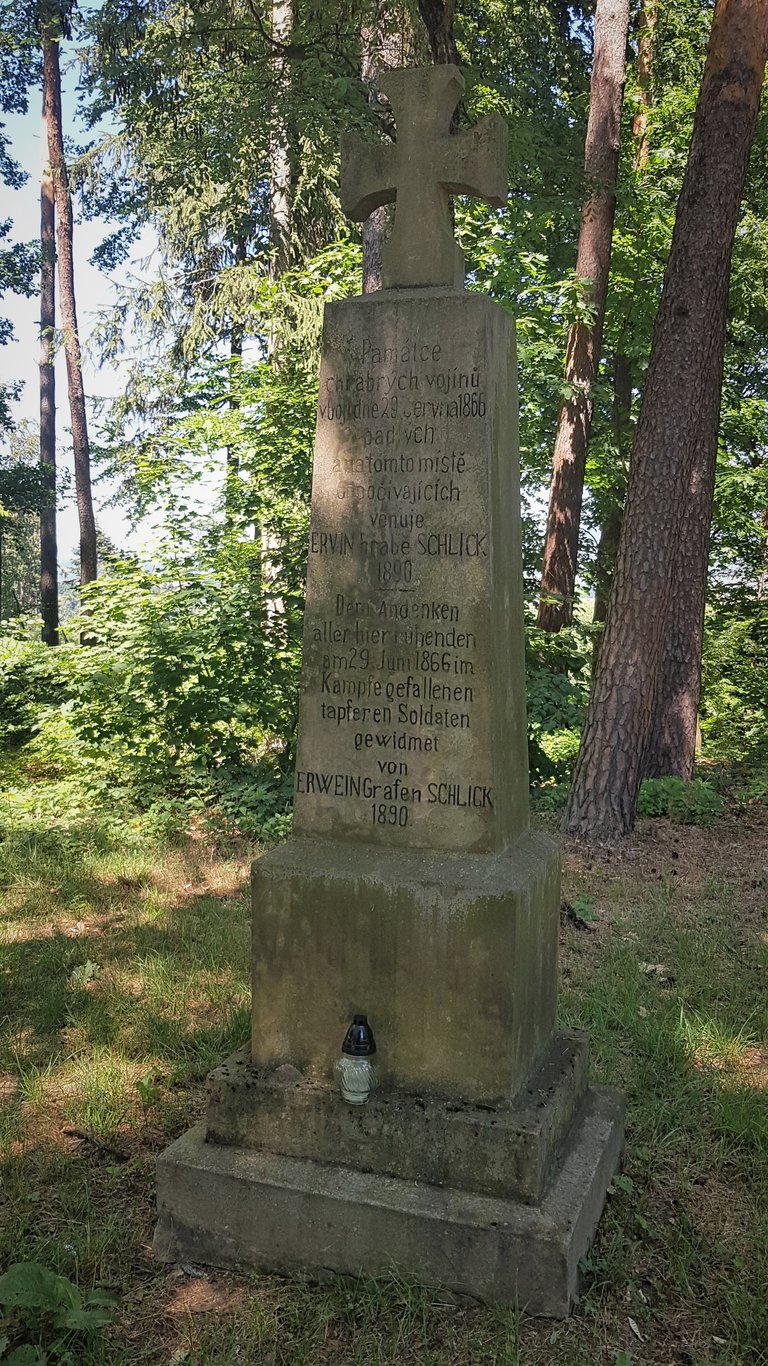 Památce
chrabrých vojínů
v boji dne 29. června 1866
padlých
a na tomto místě
odpočívajících
věnuje
ERVIN hrabě SCHLICK
1890.
Dem Andenken
aller hier ruhenden
am 29. Juni 1866 im
Kampfe gefallenen
tapferen Soldaten
gewidmet
von
ERWEIN Grafen SCHLICK
1890.